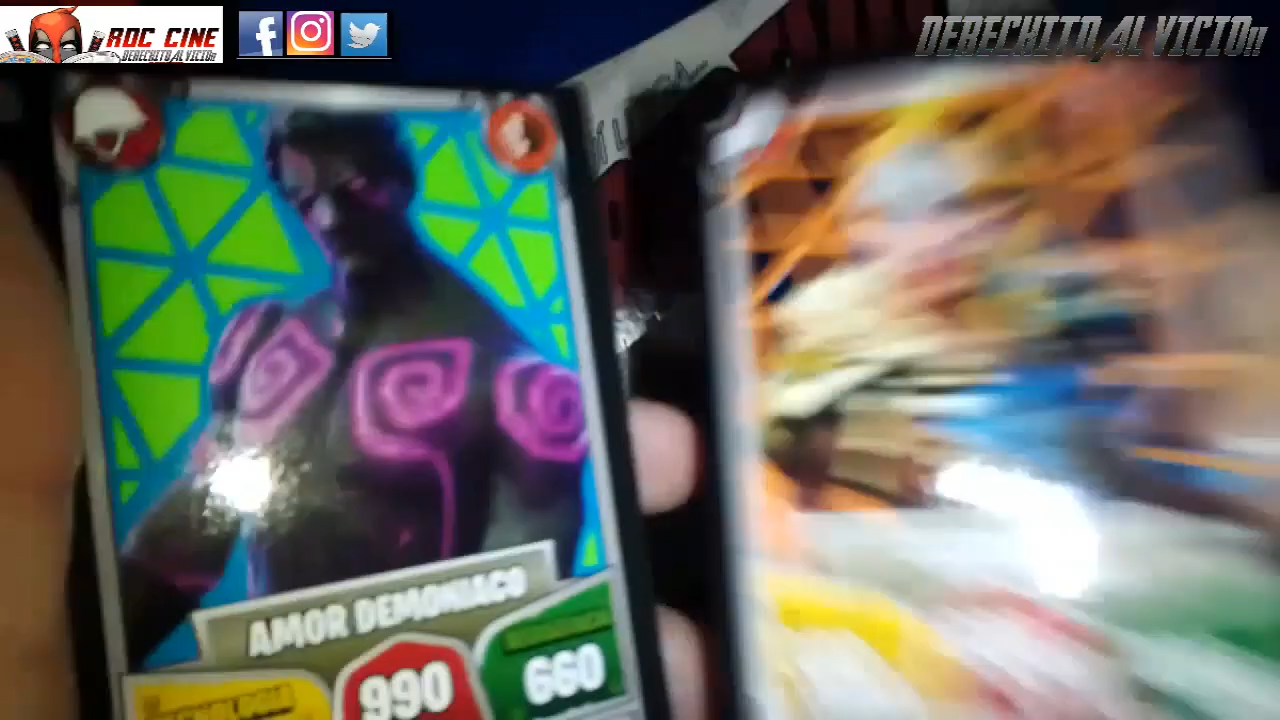 ROC CINE
DERECHITO AL VICIO!!
DERECHITO AL VICIO!!
AMOR DEMONIACO
990
660